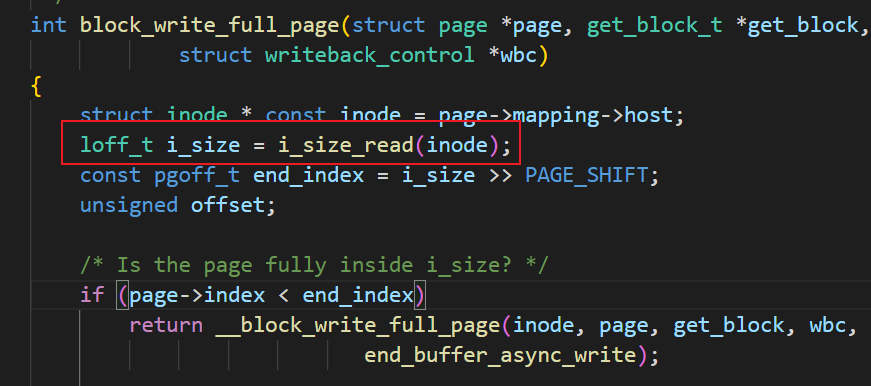 int block_write_full_page(struct page *page, get_block_t *get_block,
struct writeback_control *wbc)
{
struct inode * const inode = page->mapping->host;
loff_t i_size = i_size_read(inode);
const pgoff_t end_index = i_size >> PAGE_SHIFT;
unsigned offset;
/* Is the page fully inside i_size? */
if (page->index < end_index)
return __block_write_full_page(inode, page, get_block, wbc,
end_buffer_async_write);